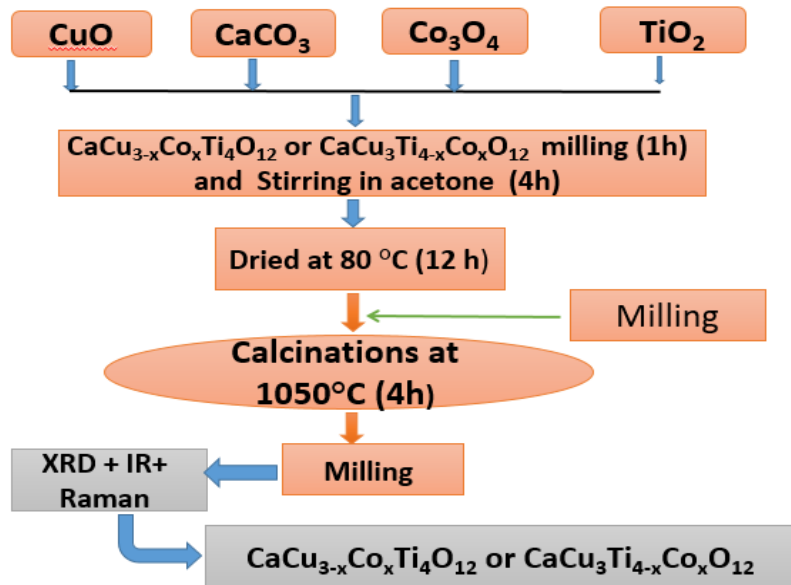 CuO
CaCO₃
Co₃O₄
TiO₂
CaCu₃₋ₓCoₓTi₄O₁₂ or CaCu₃Ti₄₋ₓCoₓO₁₂ milling (1h)
and Stirring in acetone (4h)
Dried at 80 °C (12 h)
Milling
Calcinations at
1050°C (4h)
Milling
XRD + IR+
Raman
CaCu₃₋ₓCoₓTi₄O₁₂ or CaCu₃Ti₄₋ₓCoₓO₁₂